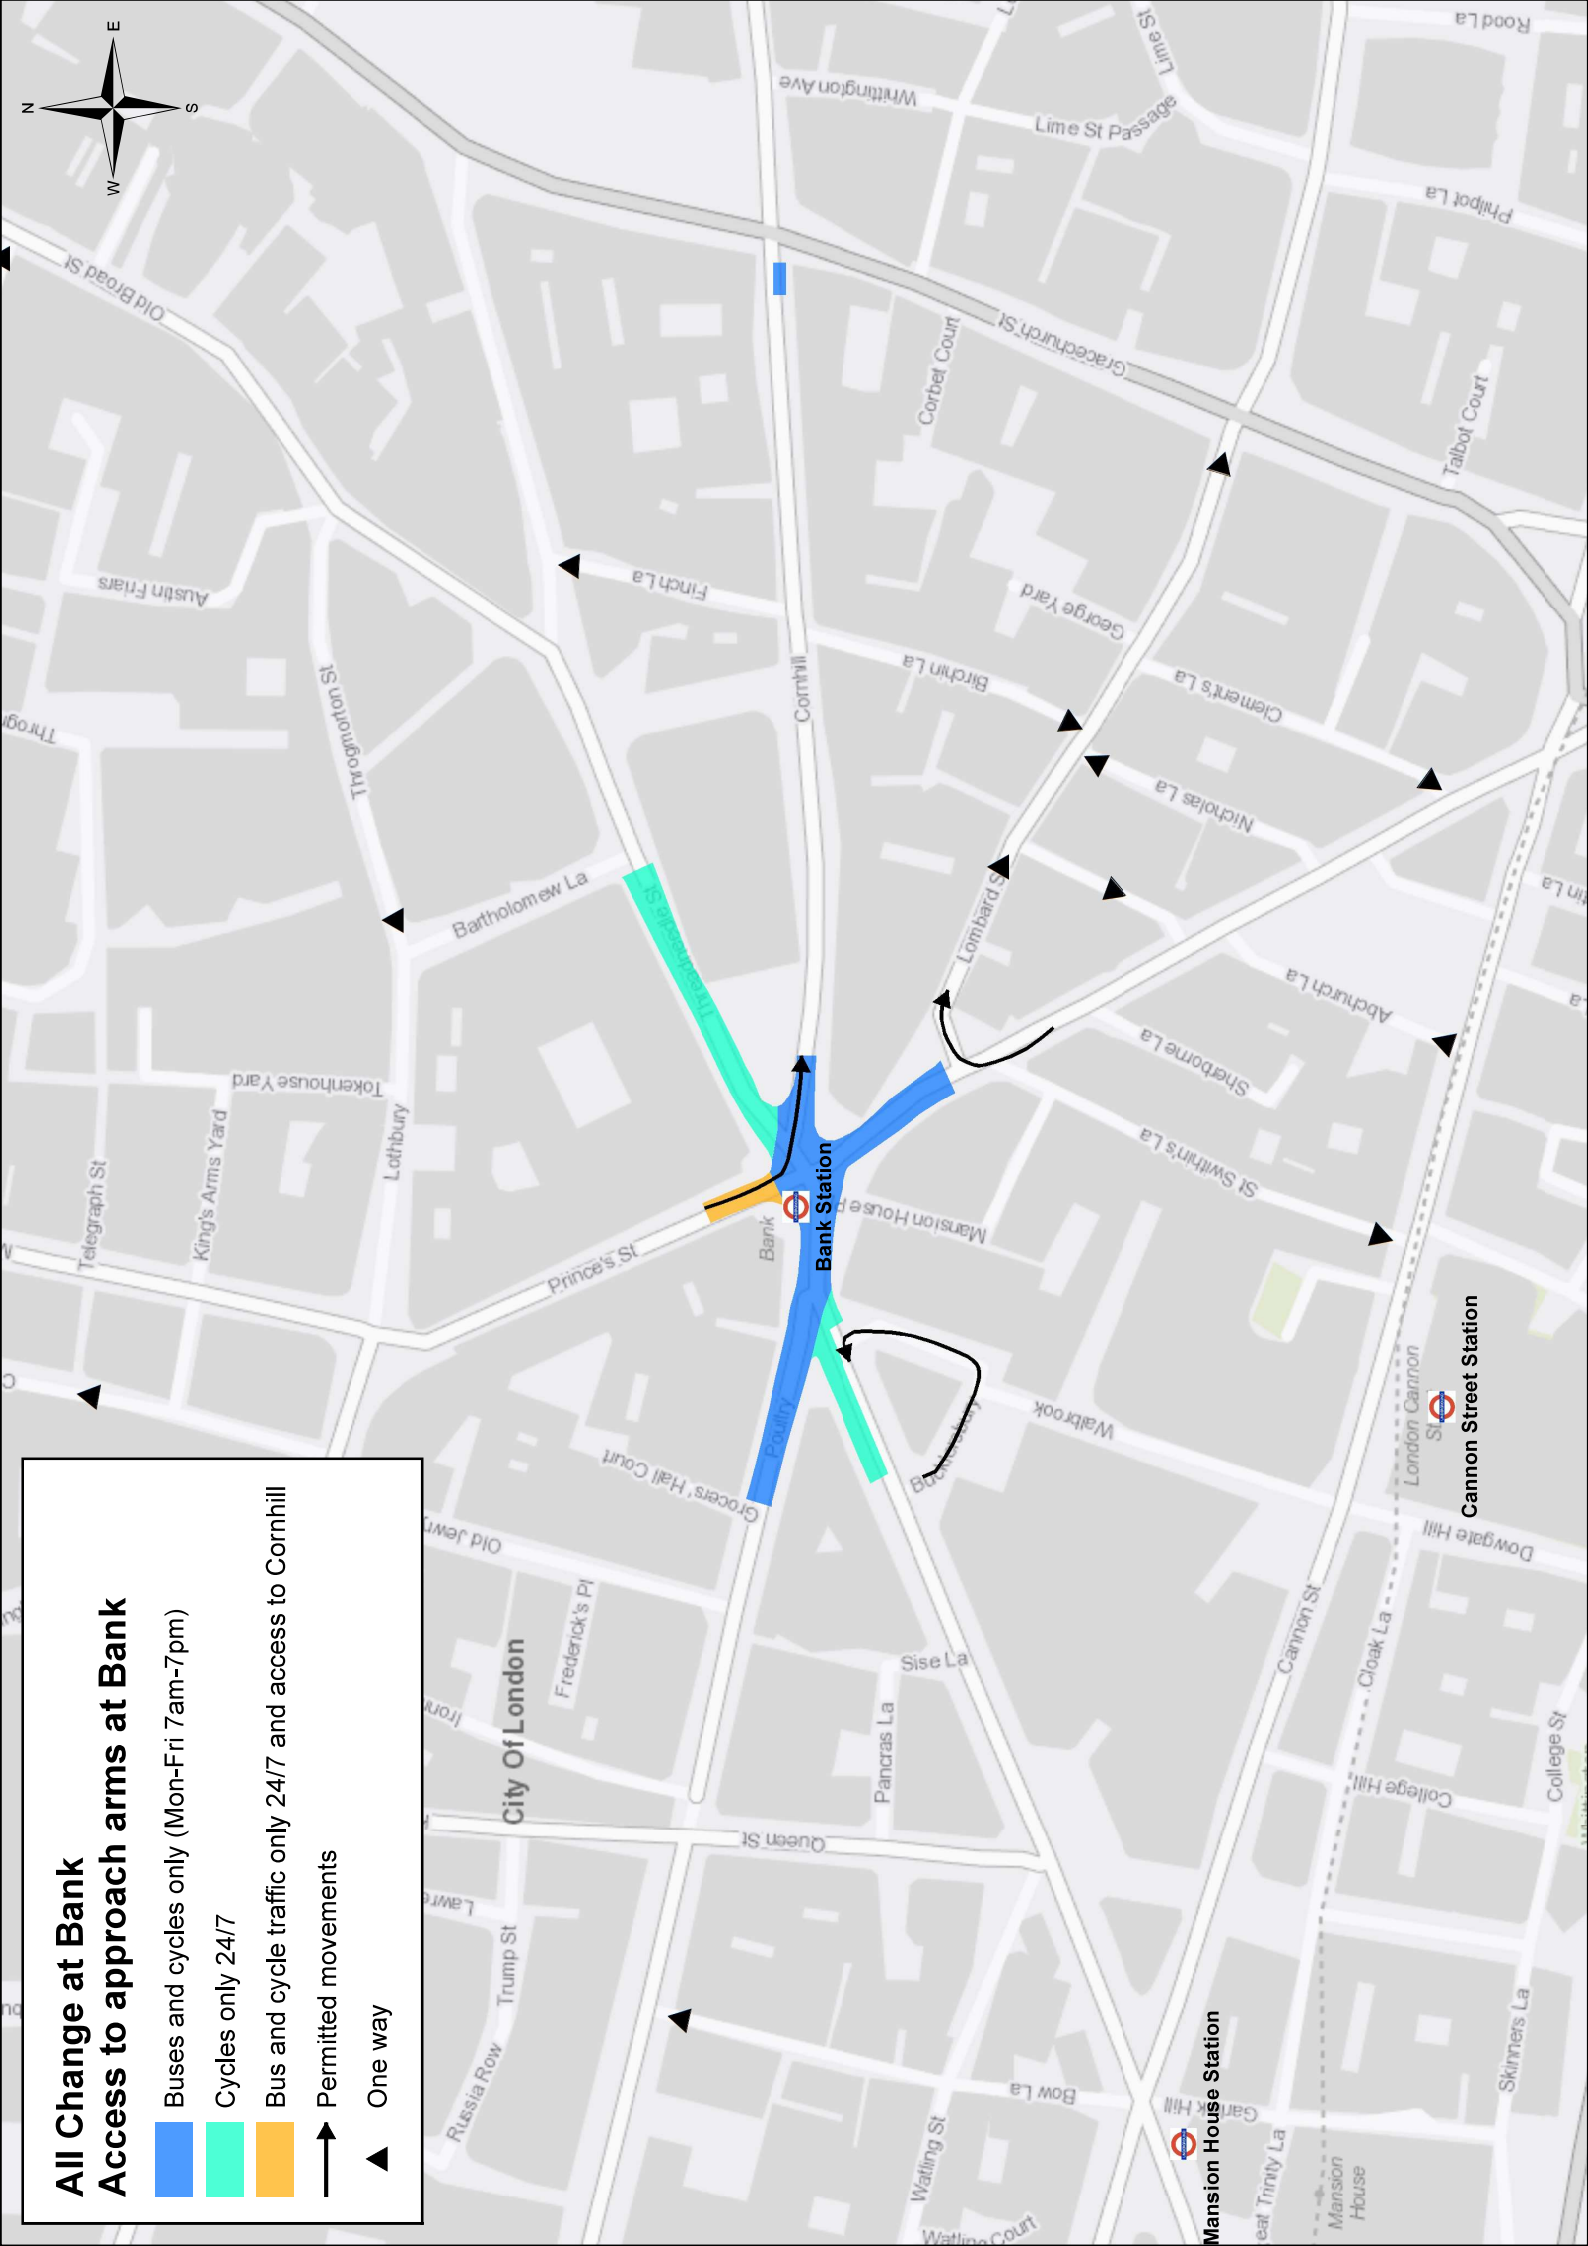 All Change at Bank
Access to approach arms at Bank
Buses and cycles only (Mon-Fri 7am-7pm)
Cycles only 24/7
Bus and cycle traffic only 24/7 and access to Cornhill
Permitted movements
One way
N
E
S
W
Old Broad St
Austin Friars
Throgmorton St
Bartholomew La
Tokenhouse Yard
King's Arms Yard
Telegraph St
Lothbury
Prince's St
Bank
Threadneedle St
Finch La
Cornhill
Birchin La
Whittington Ave
Lime St Passage
Lime St
Rood La
Philpot La
Gracechurch St
Corbet Court
Talbot Court
George Yard
Clement's La
Nicholas La
Lombard S
Abchurch La
Sherborne La
St Swithin's La
Mansion House P
Bank Station
Poultry
Grocers' Hall Court
Old Jewry
Frederick's Pl
City Of London
Bucklersbury
Walbrook
London Cannon
St
Cannon Street Station
Dowgate Hill
Cannon St
Cloak La
College Hill
College St
Sise La
Pancras La
Queen St
Trump St
Russia Row
Bow La
Watling St
Watling Court
Garlick Hill
Mansion House Station
Mansion
House
Skinners La